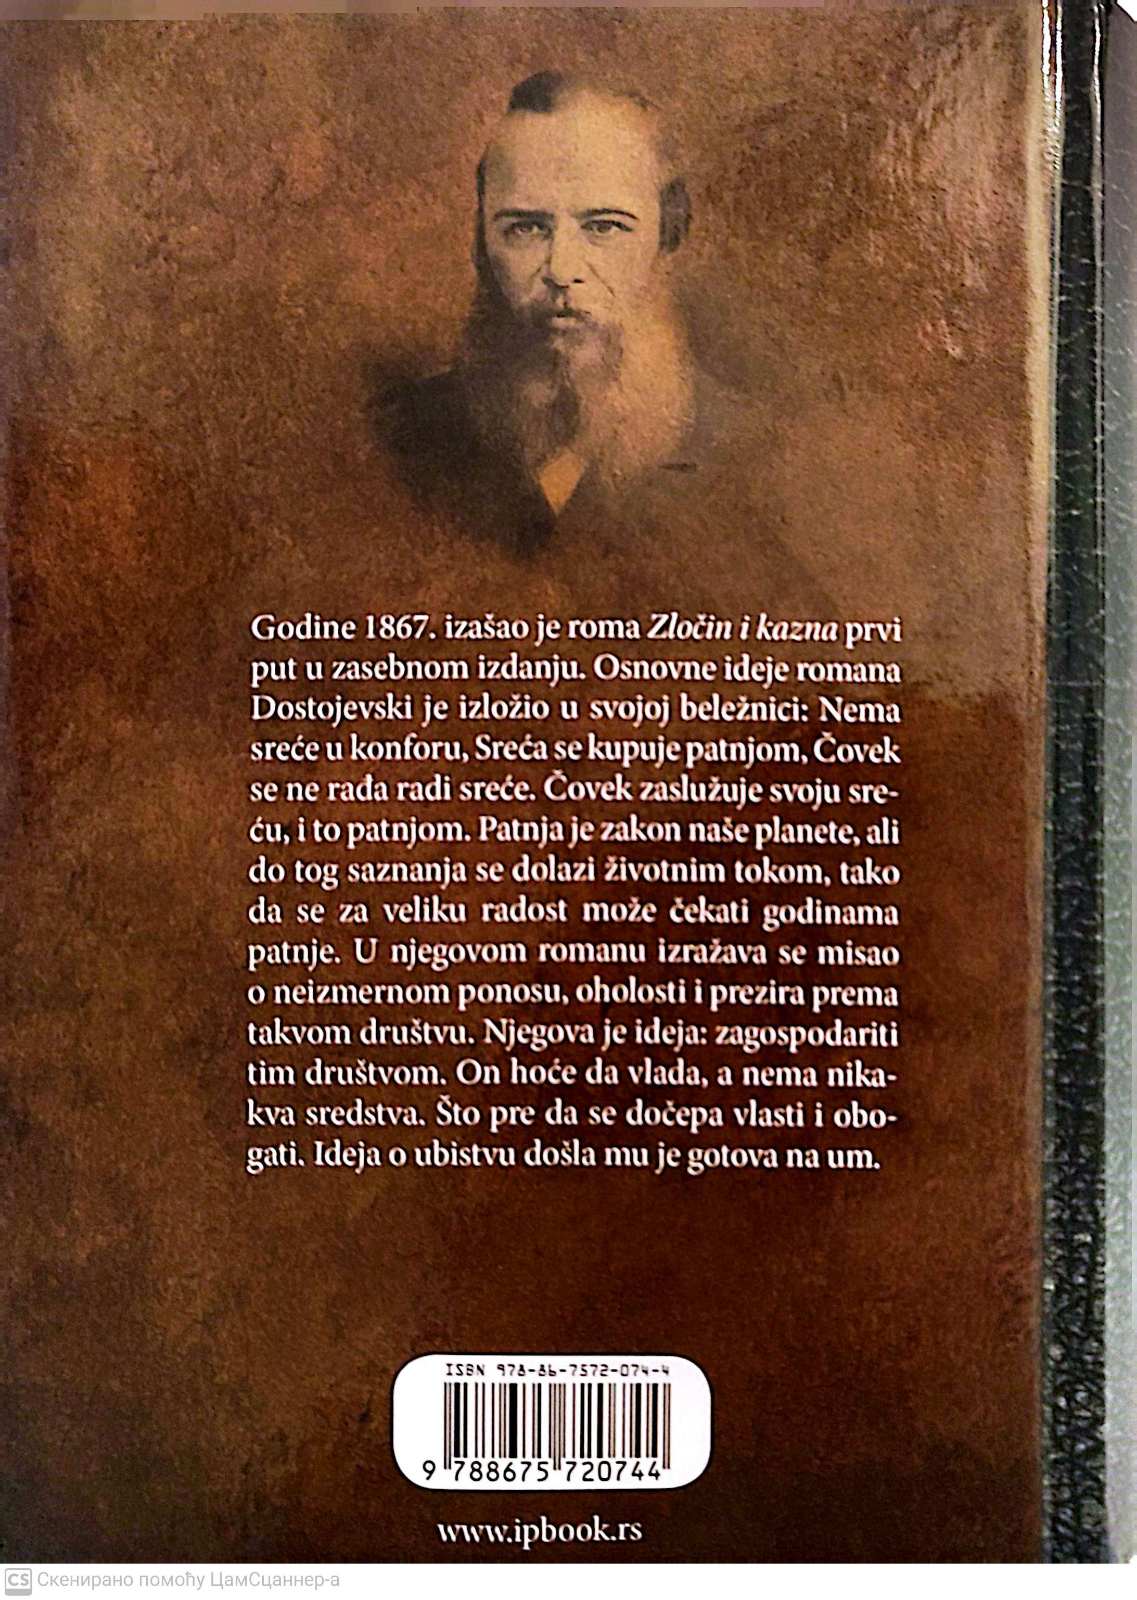 Godine 1867. izašao je roma Zločin i kazna prvi
put u zasebnom izdanju. Osnovne ideje romana
Dostojevski je izložio u svojoj beležnici: Nema
sreće u konforu, Sreća se kupuje patnjom, Čovek
se ne rađa radi sreće. Čovek zaslužuje svoju sre-
ću, i to patnjom. Patnja je zakon naše planete, ali
do tog saznanja se dolazi životnim tokom, tako
da se za veliku radost može čekati godinama
patnje. U njegovom romanu izražava se misao
o neizmernom ponosu, oholosti i prezira prema
takvom društvu. Njegova je ideja: zagospodariti
tim društvom. On hoće da vlada, a nema nika-
kva sredstva. Što pre da se dočepa vlasti i obo-
gati. Ideja o ubistvu došla mu je gotova na um.
ISBN 978-86-7572-074-4
9 788675 720744
www.ipbook.rs
CS Скенирано помоћу ЦамСцаннер-а